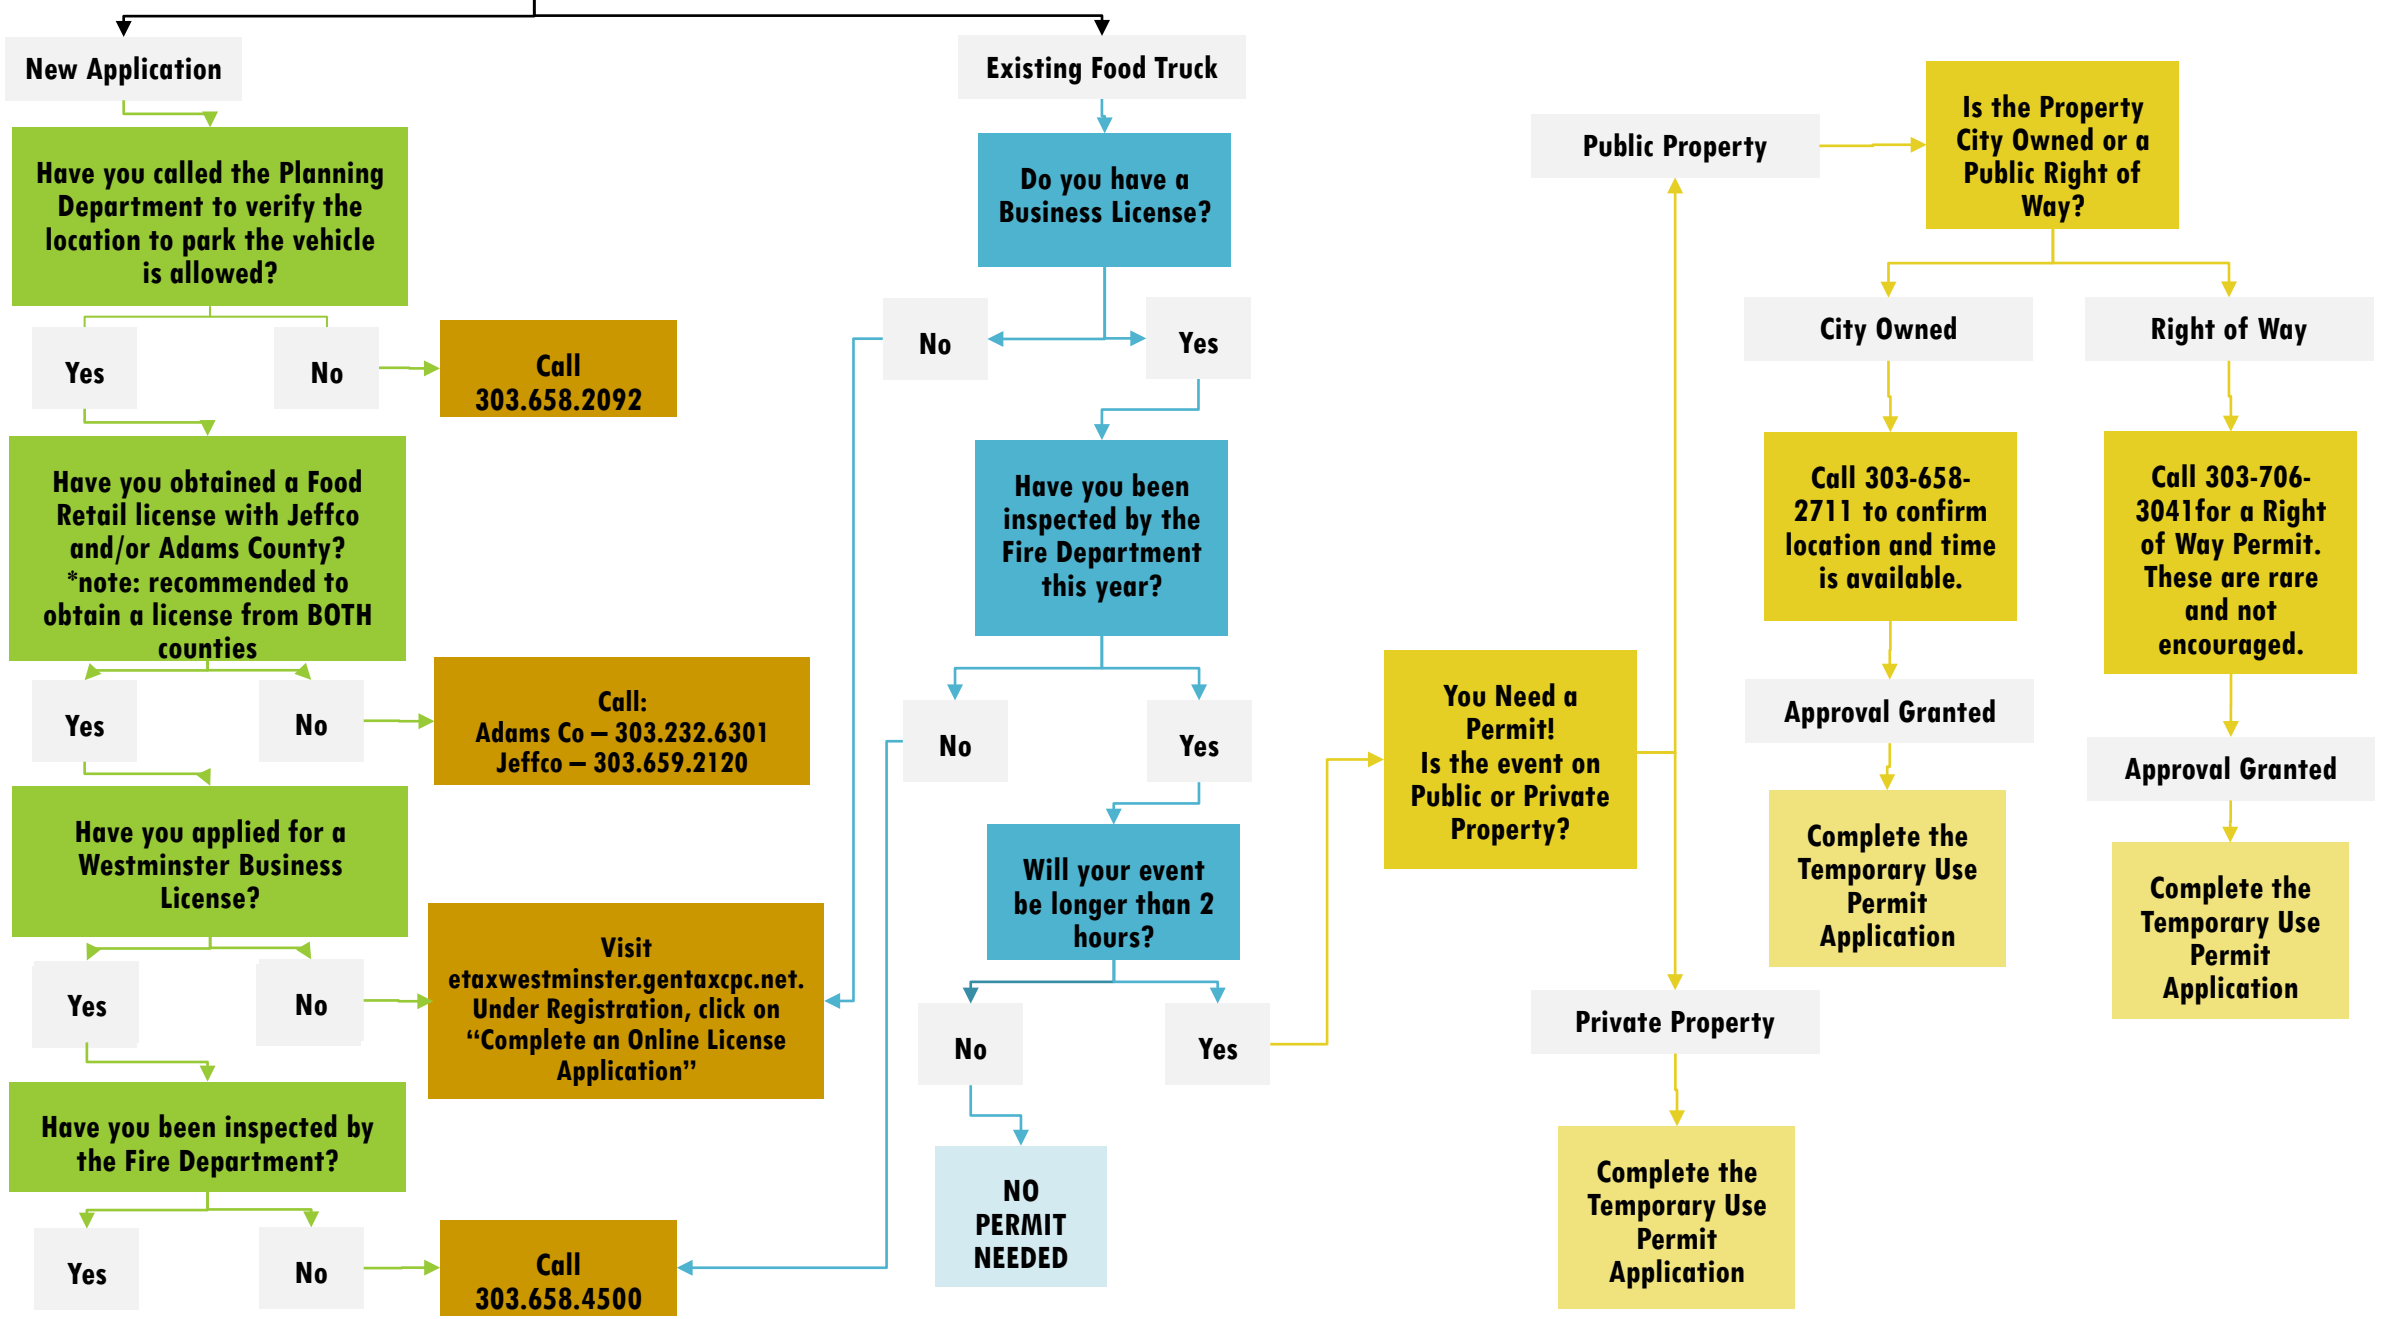 New Application
Have you called the Planning
Department to verify the
location to park the vehicle
is allowed?
Yes
No
Call
303.658.2092
Have you obtained a Food
Retail license with Jeffco
and/or Adams County?
*note: recommended to
obtain a license from BOTH
counties
Yes
No
Call:
Adams Co – 303.232.6301
Jeffco – 303.659.2120
Have you applied for a
Westminster Business
License?
Yes
No
Visit
etaxwestminster.gentaxcpc.net.
Under Registration, click on
“Complete an Online License
Application”
Have you been inspected by
the Fire Department?
Yes
No
Call
303.658.4500
Existing Food Truck
Do you have a
Business License?
No
Yes
Have you been
inspected by the
Fire Department
this year?
No
Yes
Will your event
be longer than 2
hours?
No
Yes
NO
PERMIT
NEEDED
You Need a
Permit!
Is the event on
Public or Private
Property?
Public Property
Is the Property
City Owned or a
Public Right of
Way?
City Owned
Call 303-658-
2711 to confirm
location and time
is available.
Approval Granted
Complete the
Temporary Use
Permit
Application
Right of Way
Call 303-706-
3041for a Right
of Way Permit.
These are rare
and not
encouraged.
Approval Granted
Complete the
Temporary Use
Permit
Application
Private Property
Complete the
Temporary Use
Permit
Application